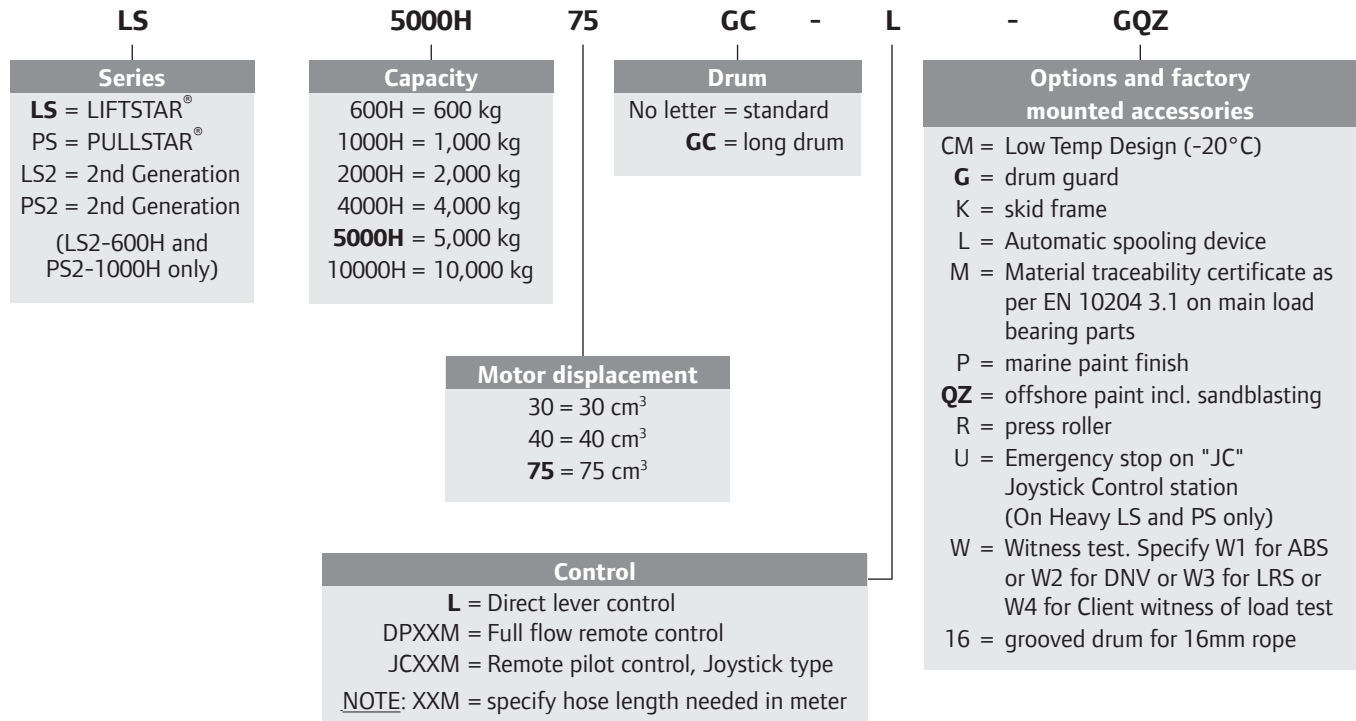 LS 5000H 75 GC - L - GQZ
Series
LS = LIFTSTAR®
PS = PULLSTAR®
LS2 = 2nd Generation
PS2 = 2nd Generation
(LS2-600H and
PS2-1000H only)
Capacity
600H = 600 kg
1000H = 1,000 kg
2000H = 2,000 kg
4000H = 4,000 kg
5000H = 5,000 kg
10000H = 10,000 kg
Motor displacement
30 = 30 cm³
40 = 40 cm³
75 = 75 cm³
Drum
No letter = standard
GC = long drum
Control
L = Direct lever control
DPXXM = Full flow remote control
JCXXM = Remote pilot control, Joystick type
NOTE: XXM = specify hose length needed in meter
Options and factory
mounted accessories
CM = Low Temp Design (-20°C)
G = drum guard
K = skid frame
L = Automatic spooling device
M = Material traceability certificate as
per EN 10204 3.1 on main load
bearing parts
P = marine paint finish
QZ = offshore paint incl. sandblasting
R = press roller
U = Emergency stop on "JC"
Joystick Control station
(On Heavy LS and PS only)
W = Witness test. Specify W1 for ABS
or W2 for DNV or W3 for LRS or
W4 for Client witness of load test
16 = grooved drum for 16mm rope